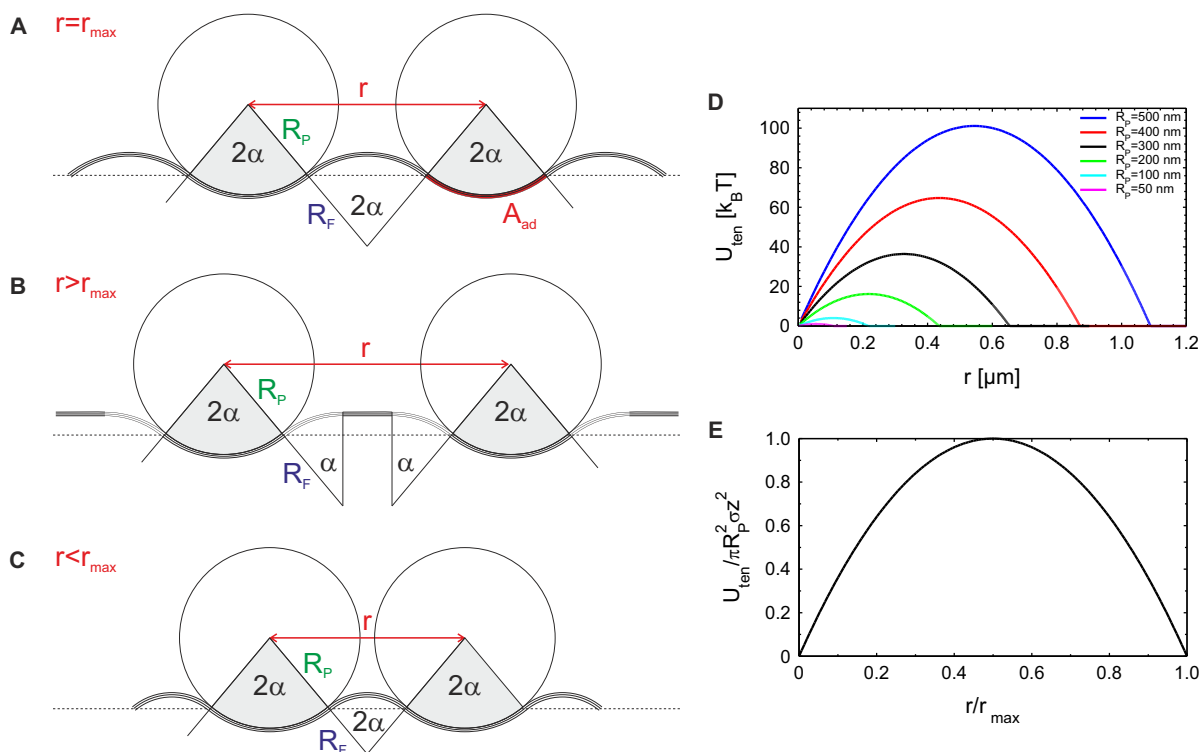 A r=r_max
r
R_P
2α 2α
R_F 2α
A_ad
B r>r_max
r
R_P
2α 2α
R_F α α
C r<r_max
r
R_P
2α 2α
R_F 2α
D
U_ten [k_BT]
100
80
60
40
20
0
R_P=500 nm
R_P=400 nm
R_P=300 nm
R_P=200 nm
R_P=100 nm
R_P=50 nm
0 0.2 0.4 0.6 0.8 1.0 1.2
r [μm]
E
U_ten/πR_P^2σz^2
1.0
0.8
0.6
0.4
0.2
0
0 0.2 0.4 0.6 0.8 1.0
r/r_max